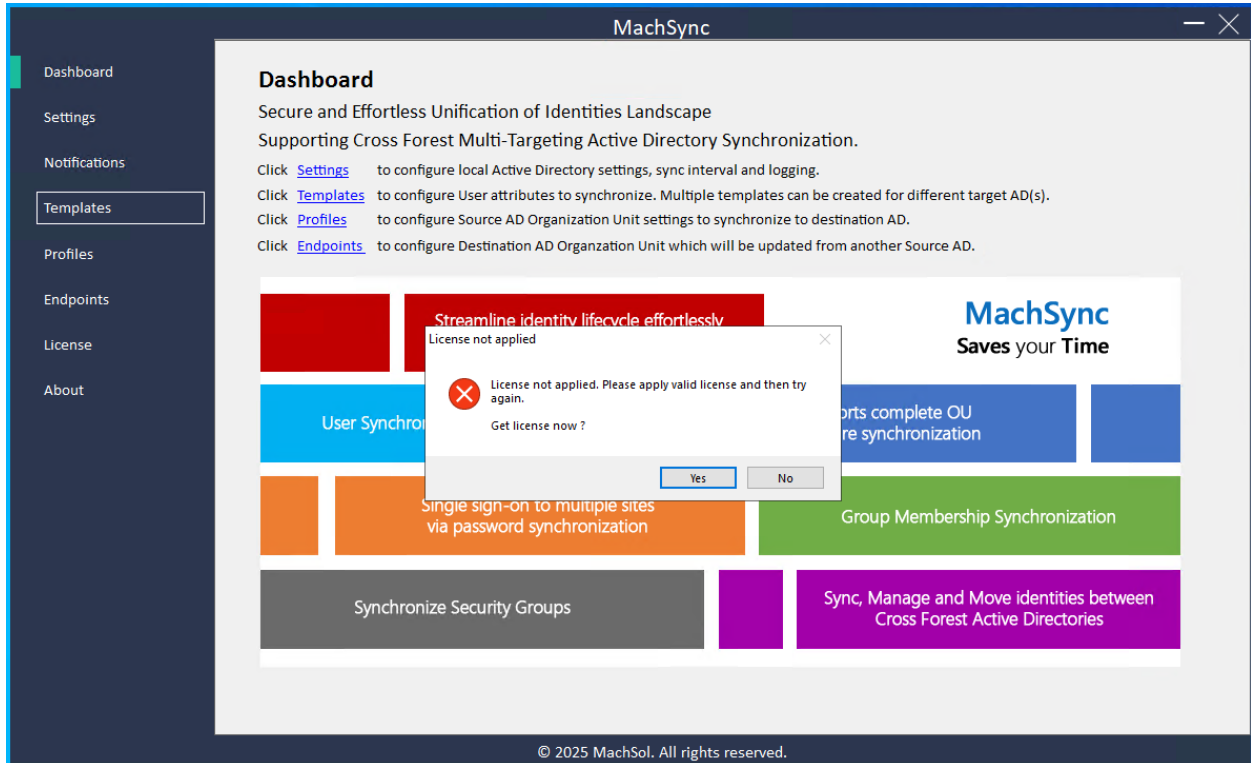 MachSync
Dashboard
Settings
Notifications
Templates
Profiles
Endpoints
License
About
Dashboard
Secure and Effortless Unification of Identities Landscape
Supporting Cross Forest Multi-Targeting Active Directory Synchronization.
Click Settings to configure local Active Directory settings, sync interval and logging.
Click Templates to configure User attributes to synchronize. Multiple templates can be created for different target AD(s).
Click Profiles to configure Source AD Organization Unit settings to synchronize to destination AD.
Click Endpoints to configure Destination AD Organzation Unit which will be updated from another Source AD.
Streamline identity lifecycle effortlessly
MachSync
Saves your Time
License not applied
License not applied. Please apply valid license and then try
again.
Get license now ?
Yes
No
User
complete OU
synchronization
Single sign-on to multiple sites
via password synchronization
Group Membership Synchronization
Synchronize Security Groups
Sync, Manage and Move identities between
Cross Forest Active Directories
© 2025 MachSol. All rights reserved.